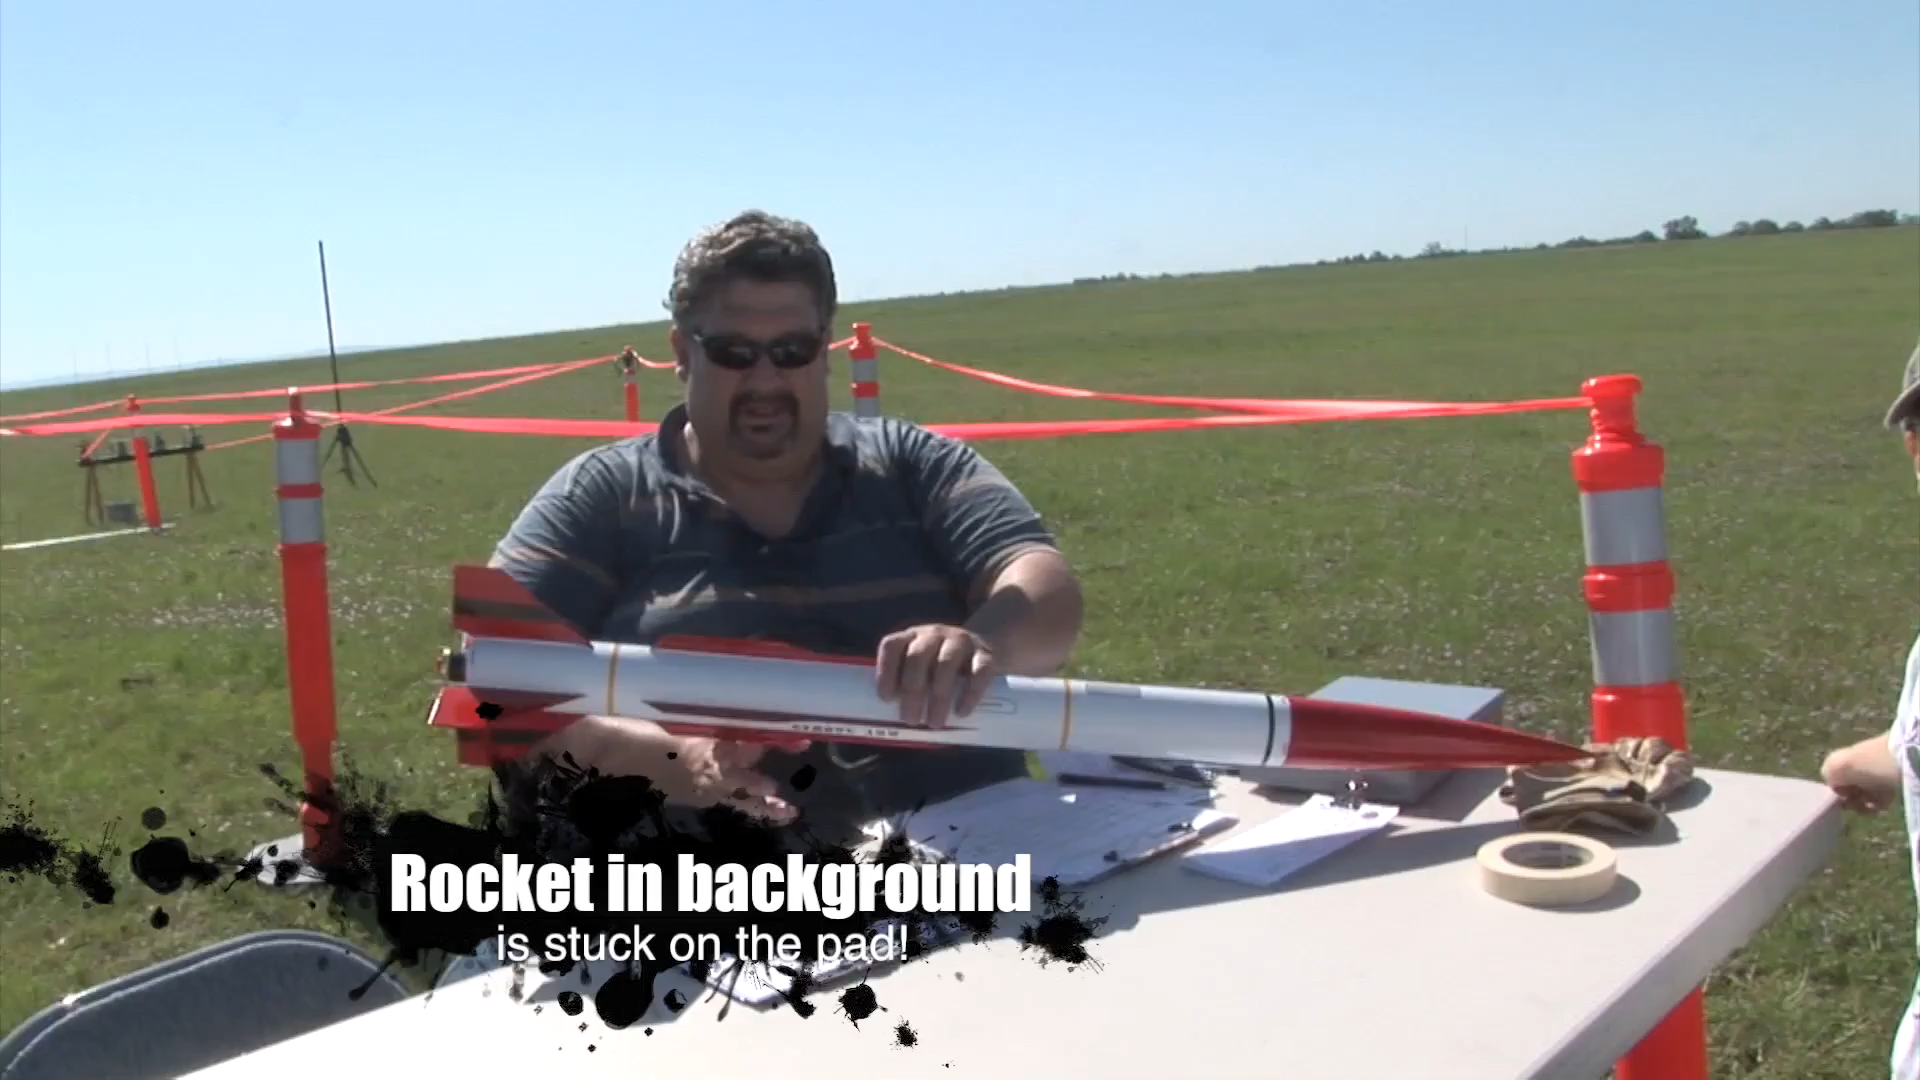 Rocket in background
is stuck on the pad!